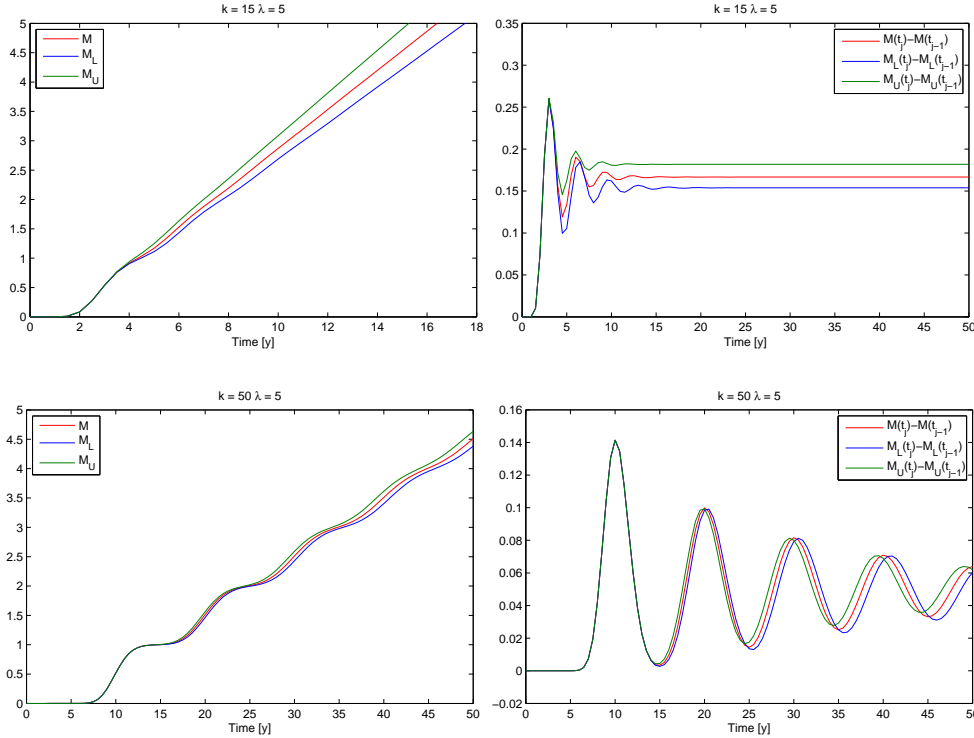 k = 15 λ = 5
5
4.5
4
3.5
3
2.5
2
1.5
1
0.5
0
M
M_L
M_U
0 2 4 6 8 10 12 14 16 18
Time [y]
k = 15 λ = 5
0.35
0.3
0.25
0.2
0.15
0.1
0.05
0
M(t_j)−M(t_{j−1})
M_L(t_j)−M_L(t_{j−1})
M_U(t_j)−M_U(t_{j−1})
0 5 10 15 20 25 30 35 40 45 50
Time [y]
k = 50 λ = 5
5
4.5
4
3.5
3
2.5
2
1.5
1
0.5
0
M
M_L
M_U
0 5 10 15 20 25 30 35 40 45 50
Time [y]
k = 50 λ = 5
0.16
0.14
0.12
0.1
0.08
0.06
0.04
0.02
0
−0.02
M(t_j)−M(t_{j−1})
M_L(t_j)−M_L(t_{j−1})
M_U(t_j)−M_U(t_{j−1})
0 5 10 15 20 25 30 35 40 45 50
Time [y]